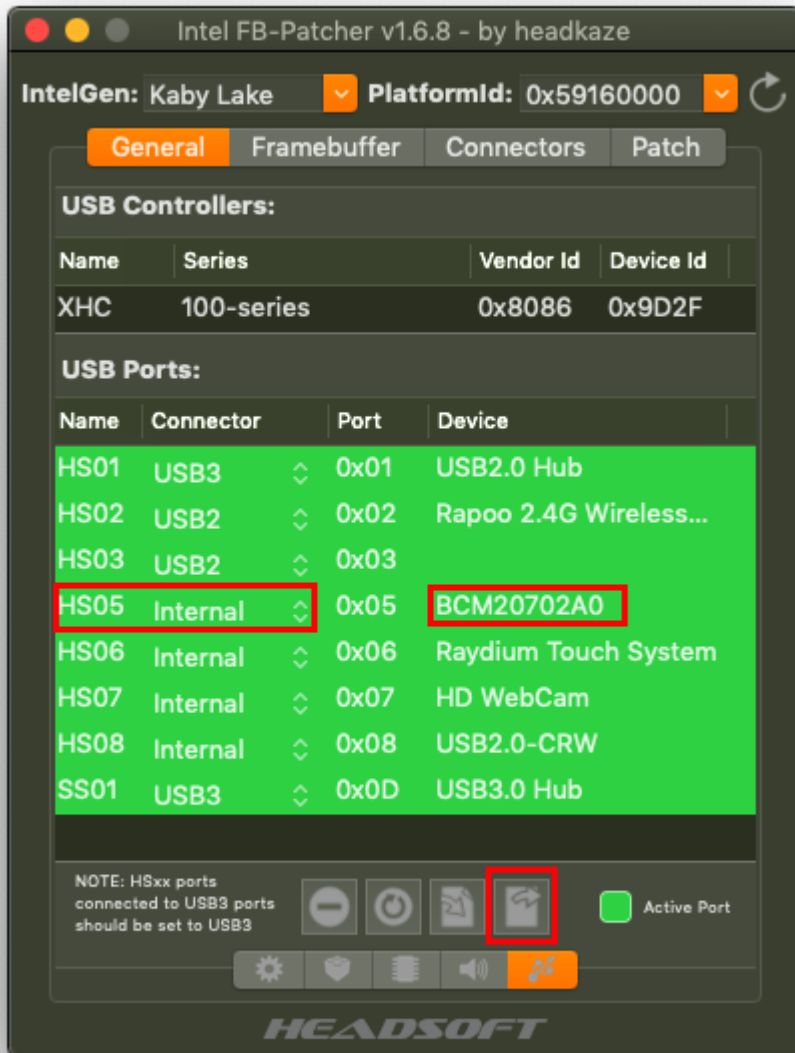 Intel FB-Patcher v1.6.8 - by headkaze
IntelGen: Kaby Lake PlatformId: 0x59160000
General Framebuffer Connectors Patch
USB Controllers:
Name Series Vendor Id Device Id
XHC 100-series 0x8086 0x9D2F
USB Ports:
Name Connector Port Device
HS01 USB3 0x01 USB2.0 Hub
HS02 USB2 0x02 Rapoo 2.4G Wireless...
HS03 USB2 0x03
HS05 Internal 0x05 BCM20702A0
HS06 Internal 0x06 Raydium Touch System
HS07 Internal 0x07 HD WebCam
HS08 Internal 0x08 USB2.0-CRW
SS01 USB3 0x0D USB3.0 Hub
NOTE: HSxx ports
connected to USB3 ports
should be set to USB3
Active Port
HEADSOFT